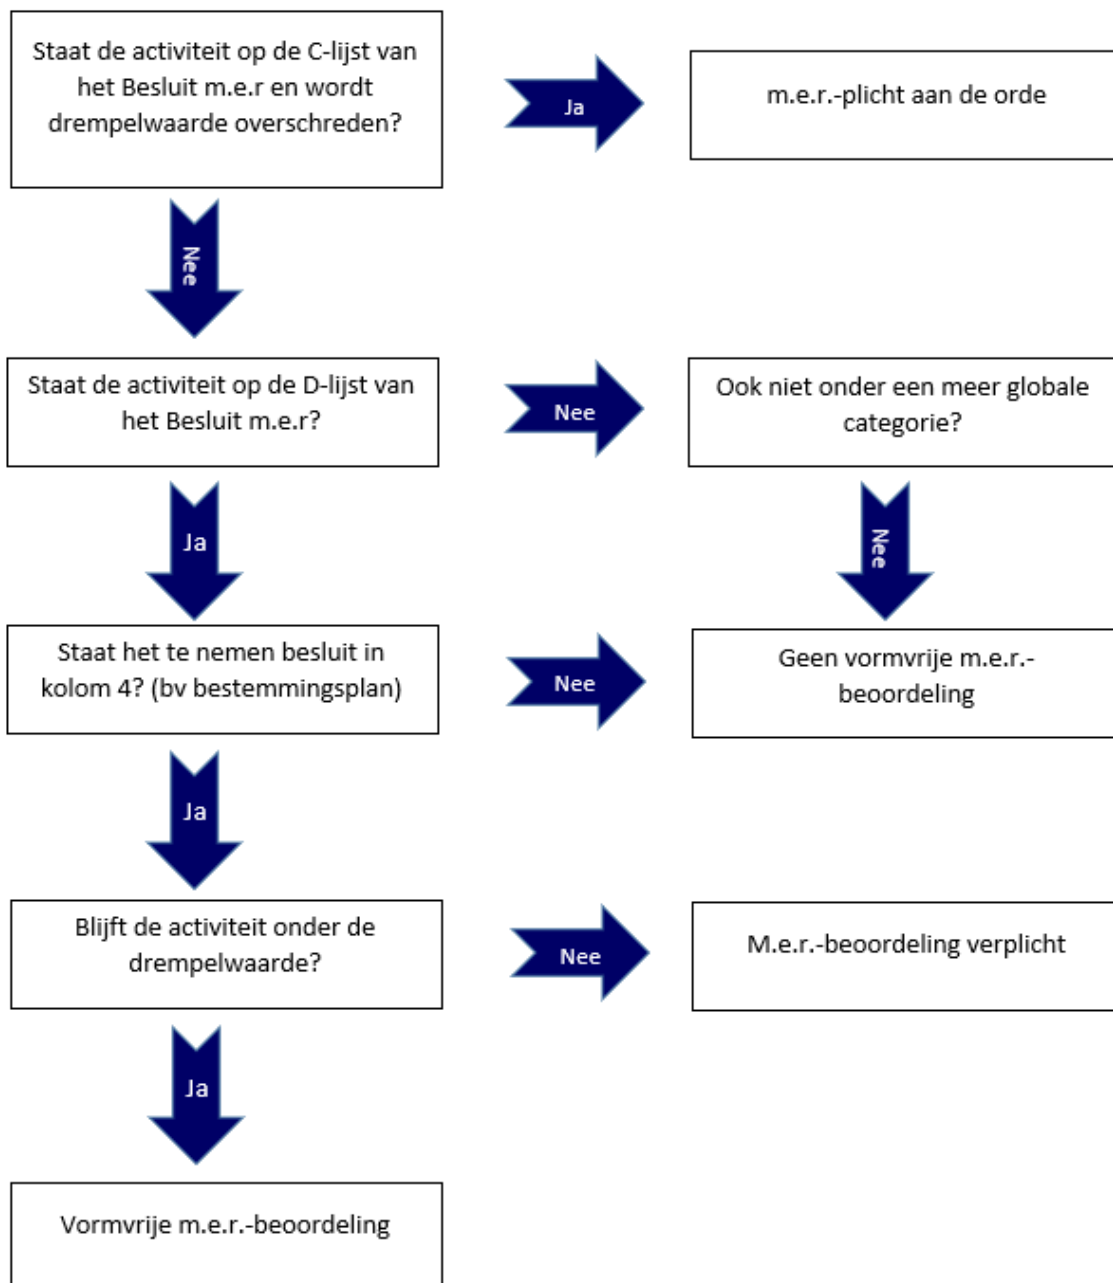 Staat de activiteit op de C-lijst van
het Besluit m.e.r en wordt
drempelwaarde overschreden?
Ja
m.e.r.-plicht aan de orde
Nee
Staat de activiteit op de D-lijst van
het Besluit m.e.r?
Nee
Ook niet onder een meer globale
categorie?
Ja
Nee
Staat het te nemen besluit in
kolom 4? (bv bestemmingsplan)
Nee
Geen vormvrije m.e.r.-
beoordeling
Ja
Blijft de activiteit onder de
drempelwaarde?
Nee
M.e.r.-beoordeling verplicht
Ja
Vormvrije m.e.r.-beoordeling